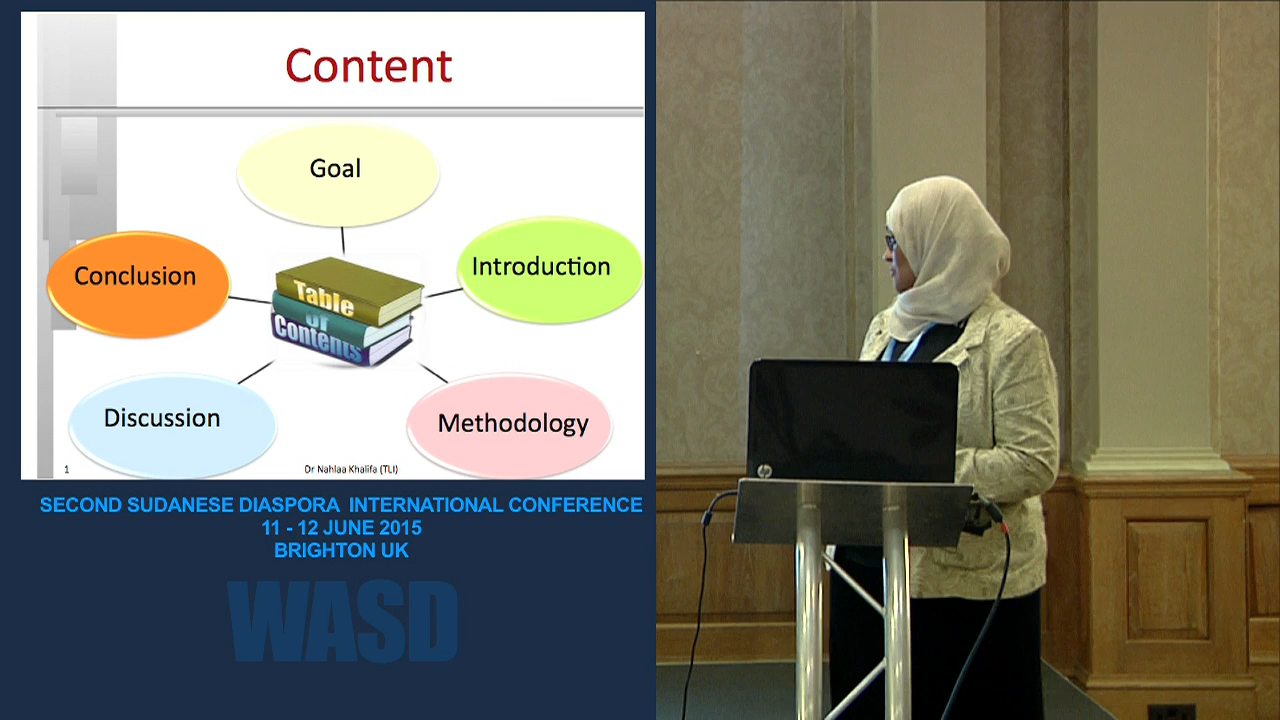 Content
Goal
Introduction
Conclusion
Table
of
Contents
Discussion
Methodology
1
Dr Nahlaa Khalifa (TLI)
SECOND SUDANESE DIASPORA INTERNATIONAL CONFERENCE
11 - 12 JUNE 2015
BRIGHTON UK
WASD
hp